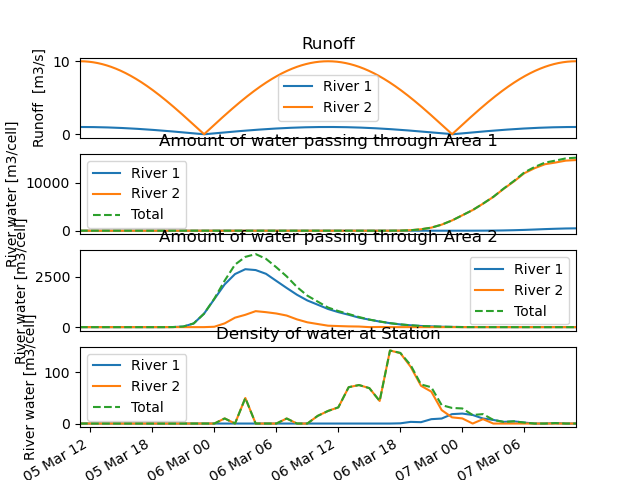 Runoff
Runoff [m3/s]
10
0
River 1
River 2
Amount of water passing through Area 1
River water [m3/cell]
10000
0
River 1
River 2
Total
Amount of water passing through Area 2
River water [m3/cell]
2500
0
River 1
River 2
Total
Density of water at Station
River water [m3/cell]
100
0
River 1
River 2
Total
05 Mar 12
05 Mar 18
06 Mar 00
06 Mar 06
06 Mar 12
06 Mar 18
07 Mar 00
07 Mar 06